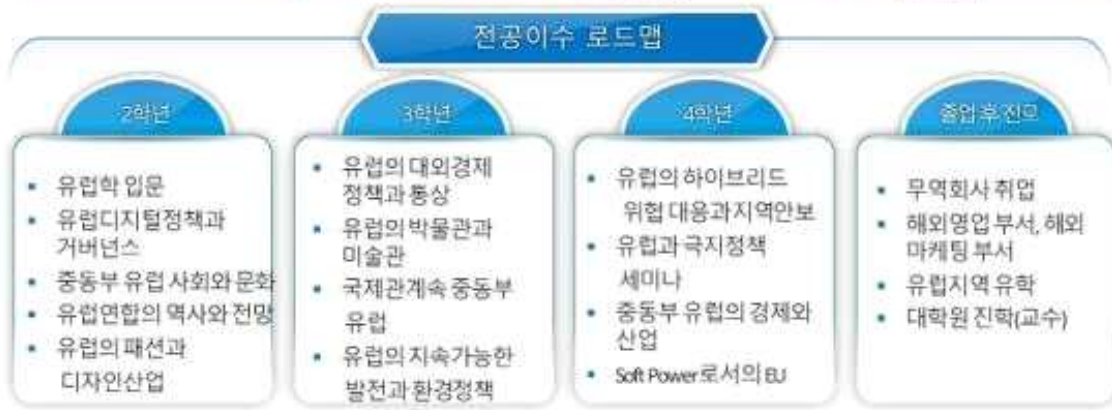 전공이수 로드맵
2학년
유럽학 입문
유럽디지털정책과
거버넌스
중동부 유럽 사회와 문화
유럽연합의 역사와 전망
유럽의 패션과
디자인산업
3학년
유럽의 대외경제
정책과 통상
유럽의 박물관과
미술관
국제관계속 중동부
유럽
유럽의 지속가능한
발전과 환경정책
4학년
유럽의 하이브리드
위협 대응과 지역안보
유럽과 극지정책
세미나
중동부 유럽의 경제와
산업
Soft Power로서의 EU
졸업 후 진로
무역회사 취업
해외영업 부서, 해외
마케팅 부서
유럽지역 유학
대학원 진학(교수)